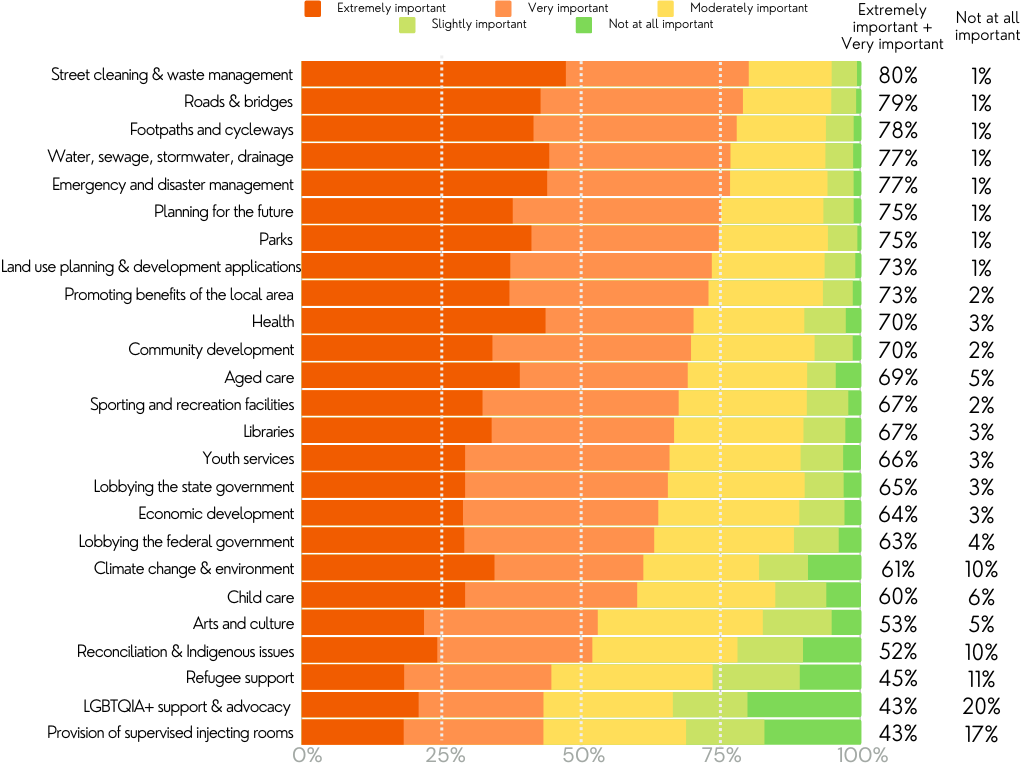 Extremely important
Very important
Moderately important
Slightly important
Not at all important
Extremely
important +
Very important
Not at all
important
Street cleaning & waste management 80% 1%
Roads & bridges 79% 1%
Footpaths and cycleways 78% 1%
Water, sewage, stormwater, drainage 77% 1%
Emergency and disaster management 77% 1%
Planning for the future 75% 1%
Parks 75% 1%
Land use planning & development applications 73% 1%
Promoting benefits of the local area 73% 2%
Health 70% 3%
Community development 70% 2%
Aged care 69% 5%
Sporting and recreation facilities 67% 2%
Libraries 67% 3%
Youth services 66% 3%
Lobbying the state government 65% 3%
Economic development 64% 3%
Lobbying the federal government 63% 4%
Climate change & environment 61% 10%
Child care 60% 6%
Arts and culture 53% 5%
Reconciliation & Indigenous issues 52% 10%
Refugee support 45% 11%
LGBTQIA+ support & advocacy 43% 20%
Provision of supervised injecting rooms 43% 17%
0% 25% 50% 75% 100%